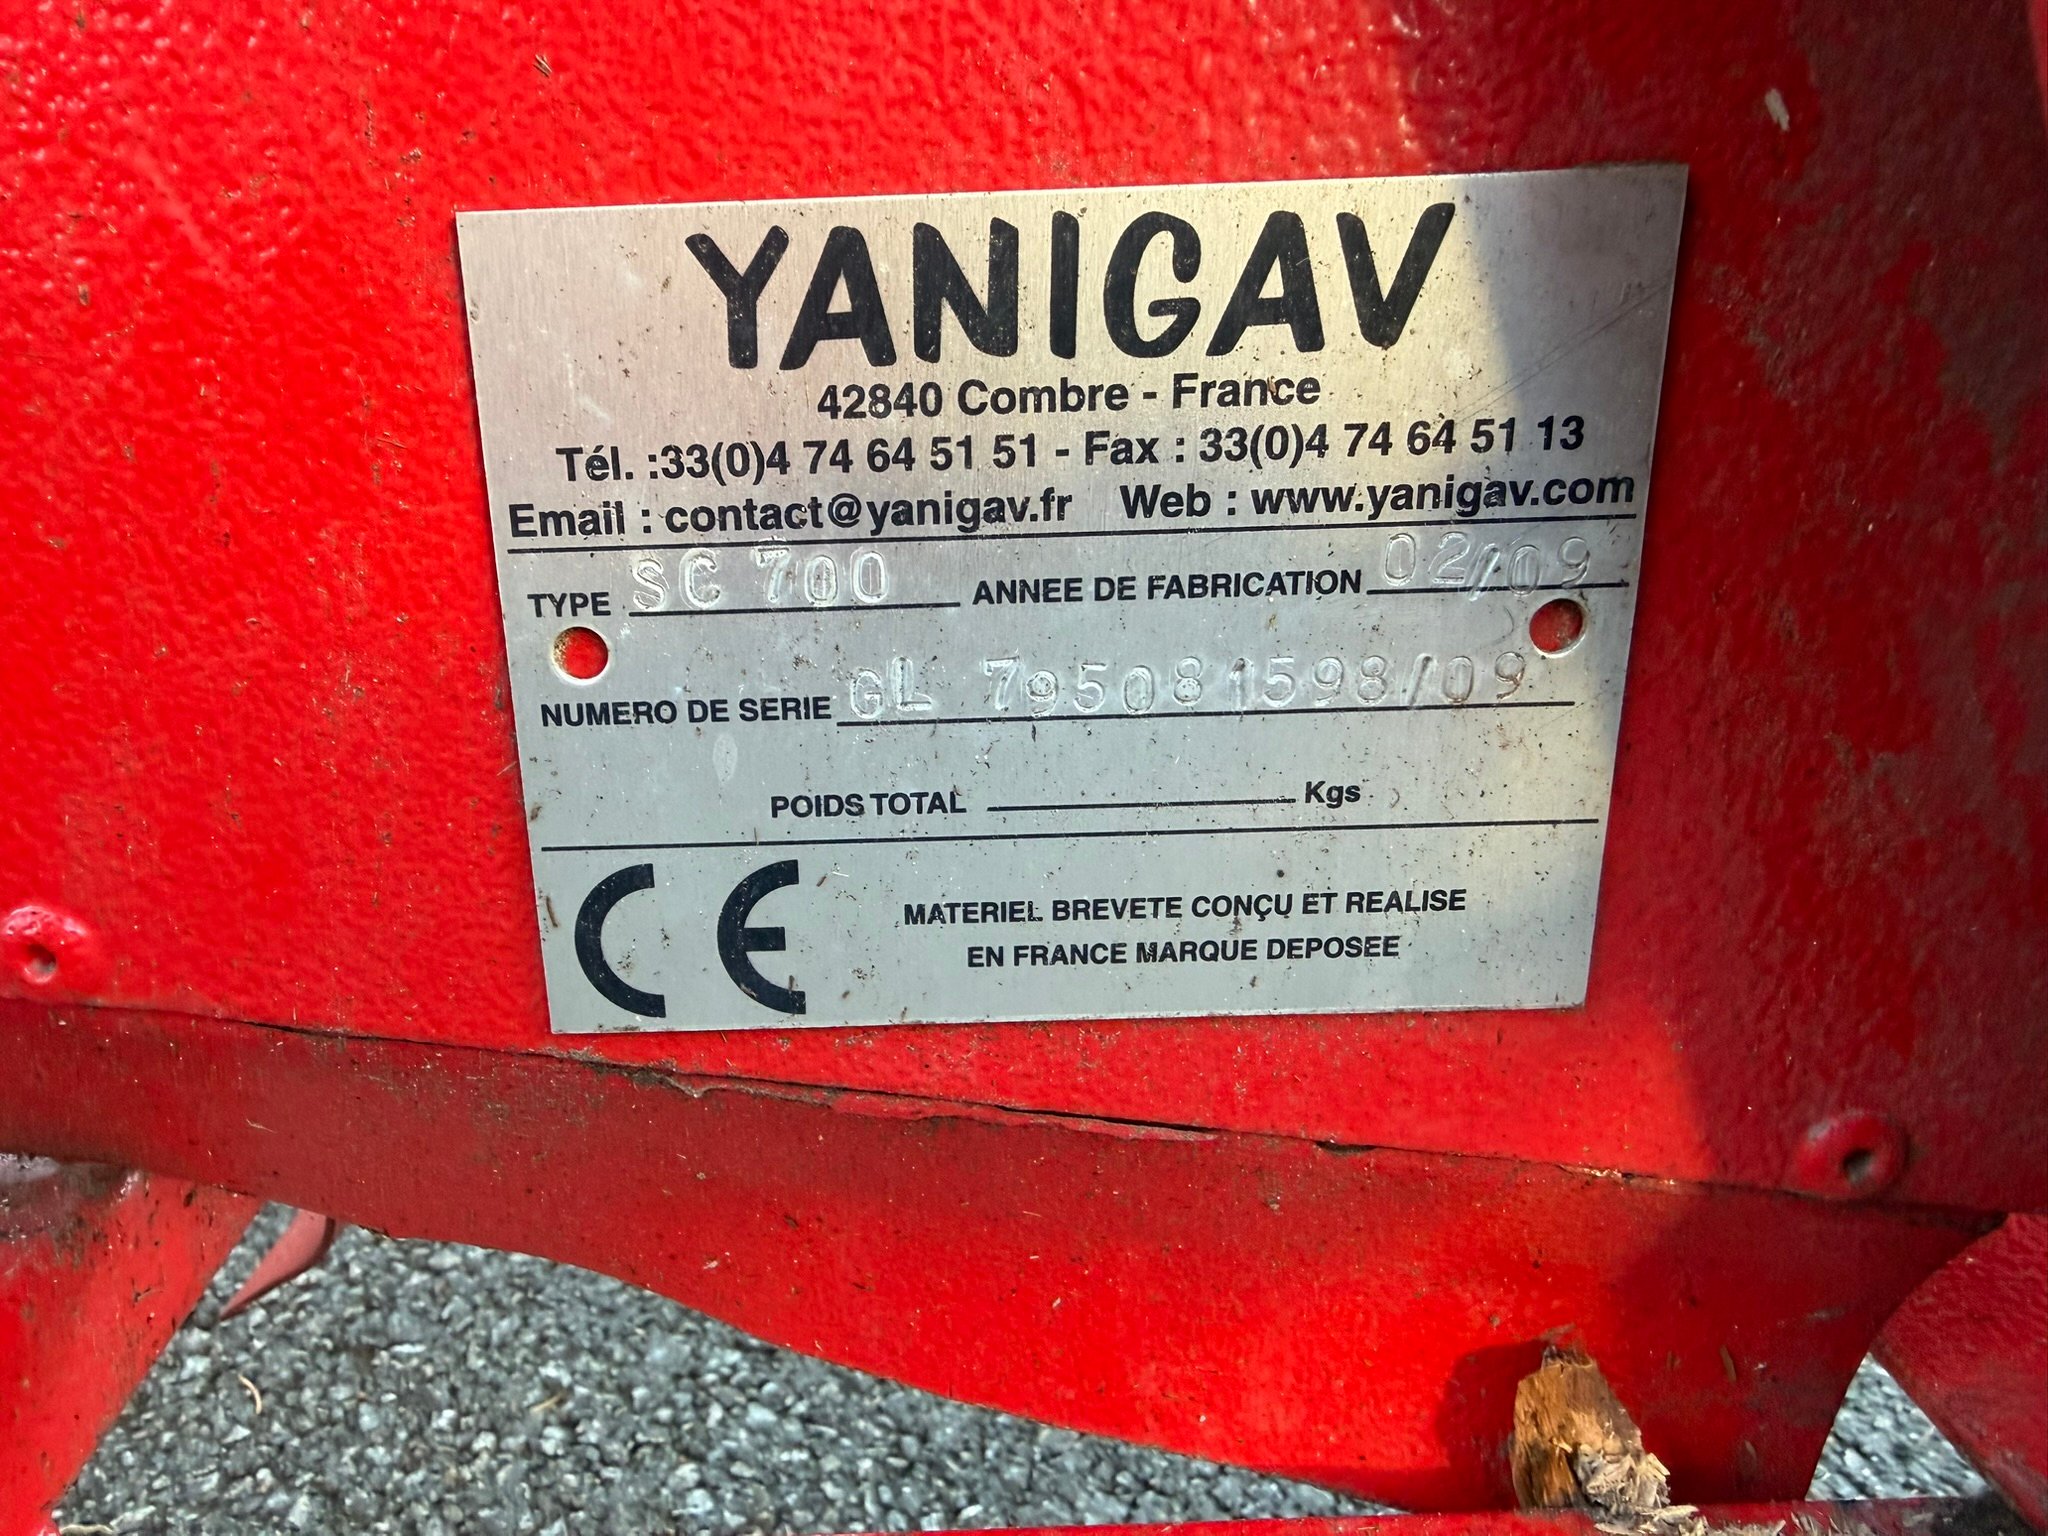 YANIGAV
42840 Combre - France
Tél. :33(0)4 74 64 51 51 - Fax : 33(0)4 74 64 51 13
Email : contact@yanigav.fr Web : www.yanigav.com
TYPE SC 700 ANNEE DE FABRICATION 02/09
NUMERO DE SERIE GL 795081598/09
POIDS TOTAL Kgs
CE MATERIEL BREVETE CONÇU ET REALISE
EN FRANCE MARQUE DEPOSEE